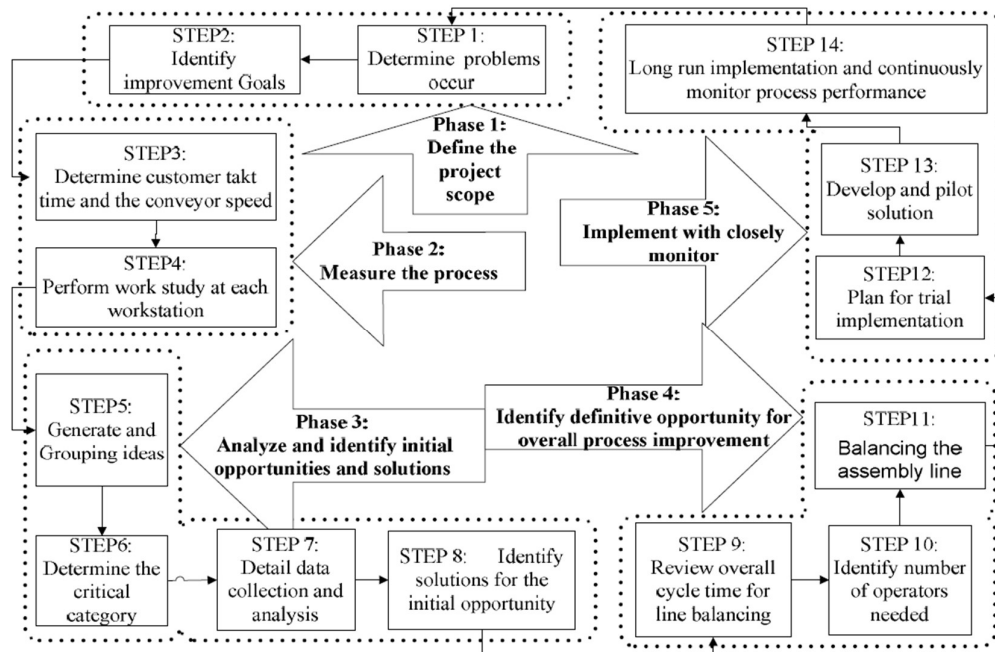 STEP 1:
Determine problems
occur
STEP2:
Identify
improvement Goals
STEP3:
Determine customer takt
time and the conveyor speed
STEP4:
Perform work study at each
workstation
STEP5:
Generate and
Grouping ideas
STEP6:
Determine the
critical
category
STEP 7:
Detail data
collection and
analysis
STEP 8: Identify
solutions for the
initial opportunity
STEP 9:
Review overall
cycle time for
line balancing
STEP 10:
Identify number
of operators
needed
STEP11
Balancing the
assembly line
STEP12:
Plan for trial
implementation
STEP 13:
Develop and pilot
solution
STEP 14:
Long run implementation and continuously
monitor process performance
Phase 1:
Define the
project
scope
Phase 2:
Measure the process
Phase 3:
Analyze and identify initial
opportunities and solutions
Phase 4:
Identify definitive opportunity for
overall process improvement
Phase 5:
Implement with closely
monitor